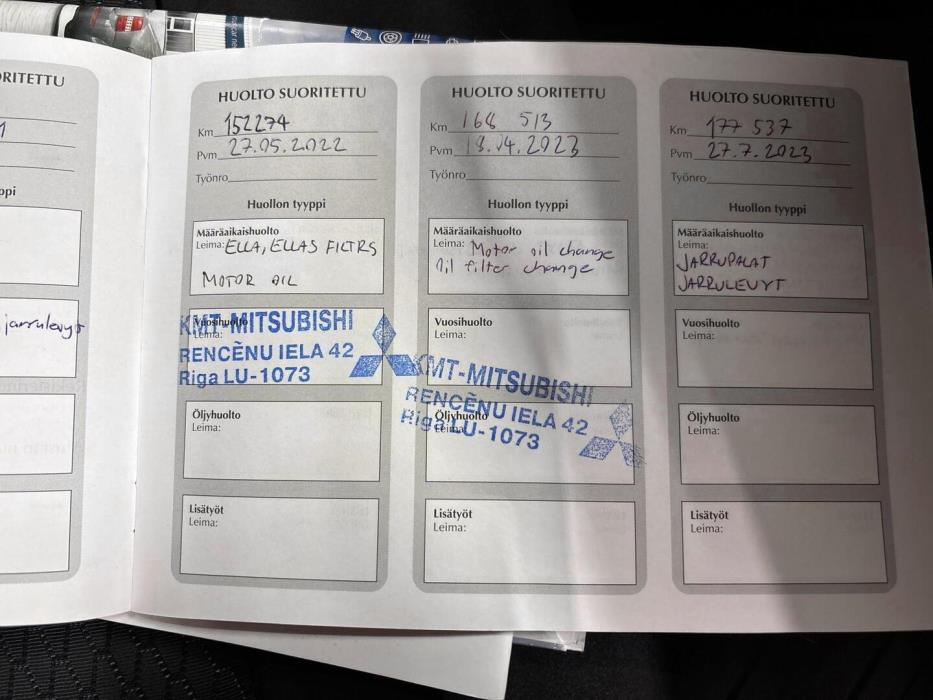 RITETTU
1
ppi
jarrulevyt
HUOLTO SUORITETTU
Km 152274
Pvm 27.05.2022
Työnro
Huollon tyyppi
Määräaikaishuolto
Leima: ELLA, ELLAS FILTRS
MOTOR OIL
Vuosihuolto
Leima:
KMT-MITSUBISHI
RENCĒNU IELA 42
Riga LU-1073
Öljyhuolto
Leima:
Lisätyöt
Leima:
HUOLTO SUORITETTU
Km 168 513
Pvm 18.04.2023
Työnro
Huollon tyyppi
Määräaikaishuolto
Leima: Motor oil change
Oil filter change
Vuosihuolto
Leima:
KMT-MITSUBISHI
RENCĒNU IELA 42
Riga LU-1073
Öljyhuolto
Leima:
Lisätyöt
Leima:
HUOLTO SUORITETTU
Km 177 537
Pvm 27.7.2023
Työnro
Huollon tyyppi
Määräaikaishuolto
Leima:
JARRUPALAT
JARRULEVYT
Vuosihuolto
Leima:
Öljyhuolto
Leima:
Lisätyöt
Leima: